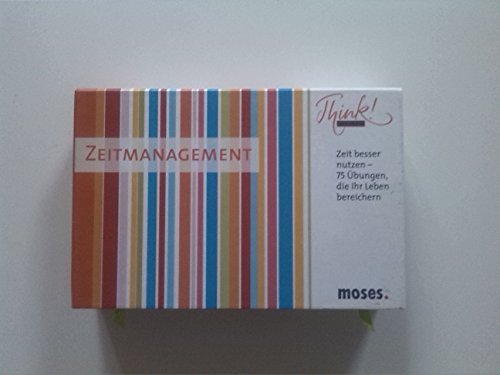 Think!
ZEITMANAGEMENT
Zeit besser
nutzen –
75 Übungen,
die Ihr Leben
bereichern
moses.